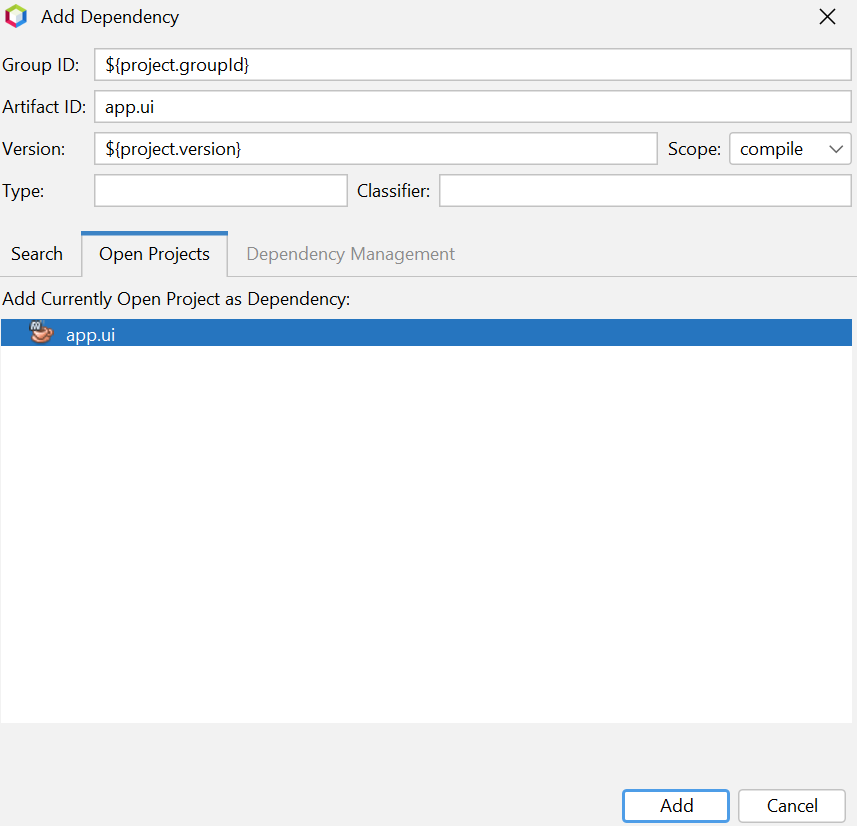 Add Dependency
Group ID: ${project.groupId}
Artifact ID: app.ui
Version: ${project.version} Scope: compile
Type: Classifier:
Search Open Projects Dependency Management
Add Currently Open Project as Dependency:
app.ui
Add Cancel